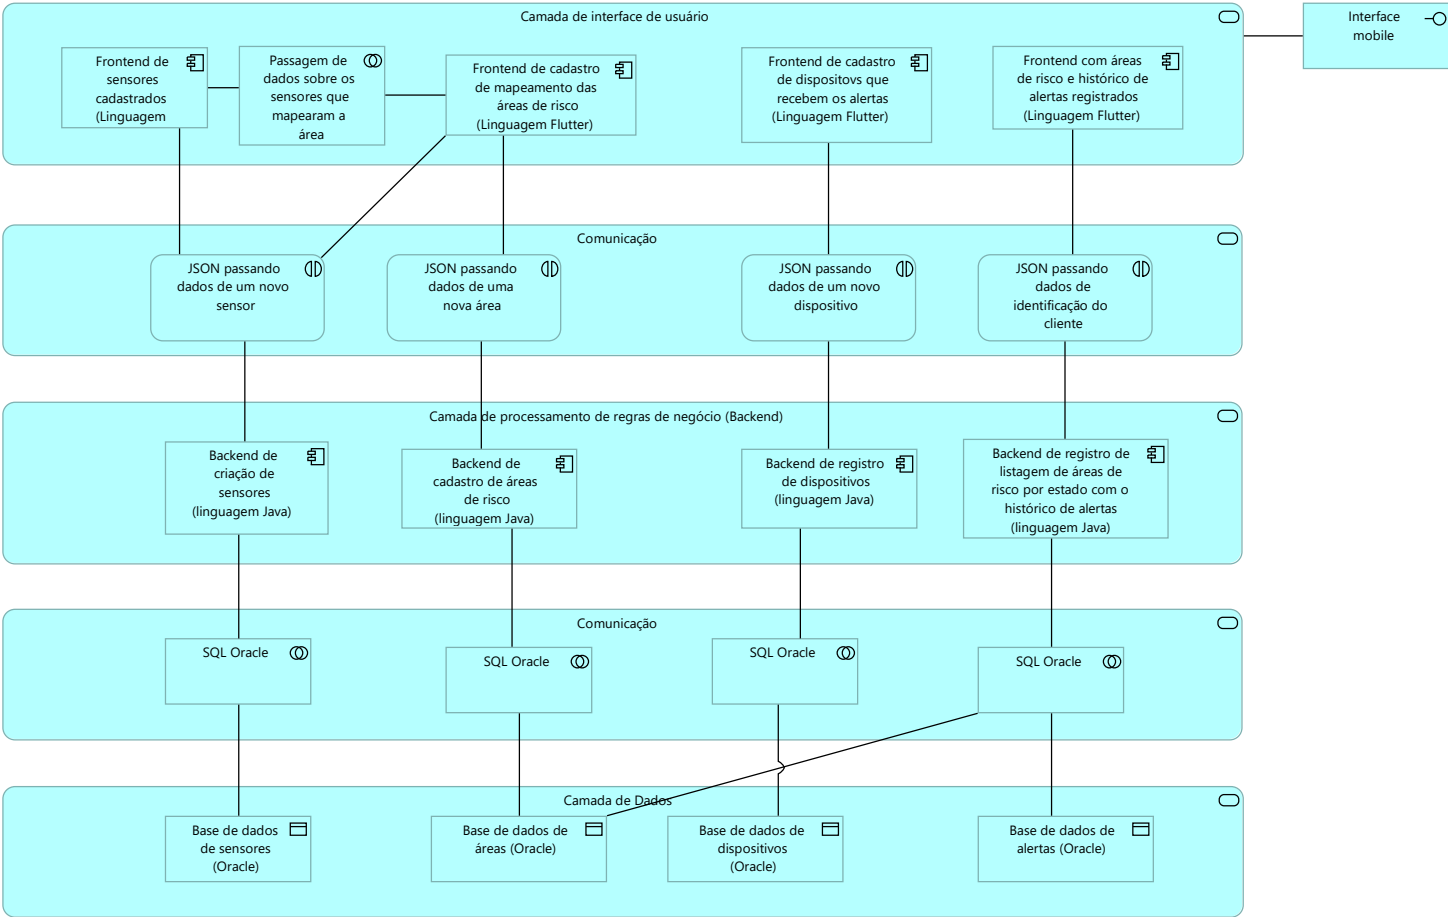 Camada de interface de usuário
Interface
mobile
Frontend de
sensores
cadastrados
(Linguagem
Passagem de
dados sobre os
sensores que
mapearam a
área
Frontend de cadastro
de mapeamento das
áreas de risco
(Linguagem Flutter)
Frontend de cadastro
de dispositovs que
recebem os alertas
(Linguagem Flutter)
Frontend com áreas
de risco e histórico de
alertas registrados
(Linguagem Flutter)
Comunicação
JSON passando
dados de um novo
sensor
JSON passando
dados de uma
nova área
JSON passando
dados de um novo
dispositivo
JSON passando
dados de
identificação do
cliente
Camada de processamento de regras de negócio (Backend)
Backend de
criação de
sensores
(linguagem Java)
Backend de
cadastro de áreas
de risco
(linguagem Java)
Backend de registro
de dispositivos
(linguagem Java)
Backend de registro de
listagem de áreas de
risco por estado com o
histórico de alertas
(linguagem Java)
Comunicação
SQL Oracle
SQL Oracle
SQL Oracle
SQL Oracle
Camada de Dados
Base de dados
de sensores
(Oracle)
Base de dados de
áreas (Oracle)
Base de dados de
dispositivos
(Oracle)
Base de dados de
alertas (Oracle)